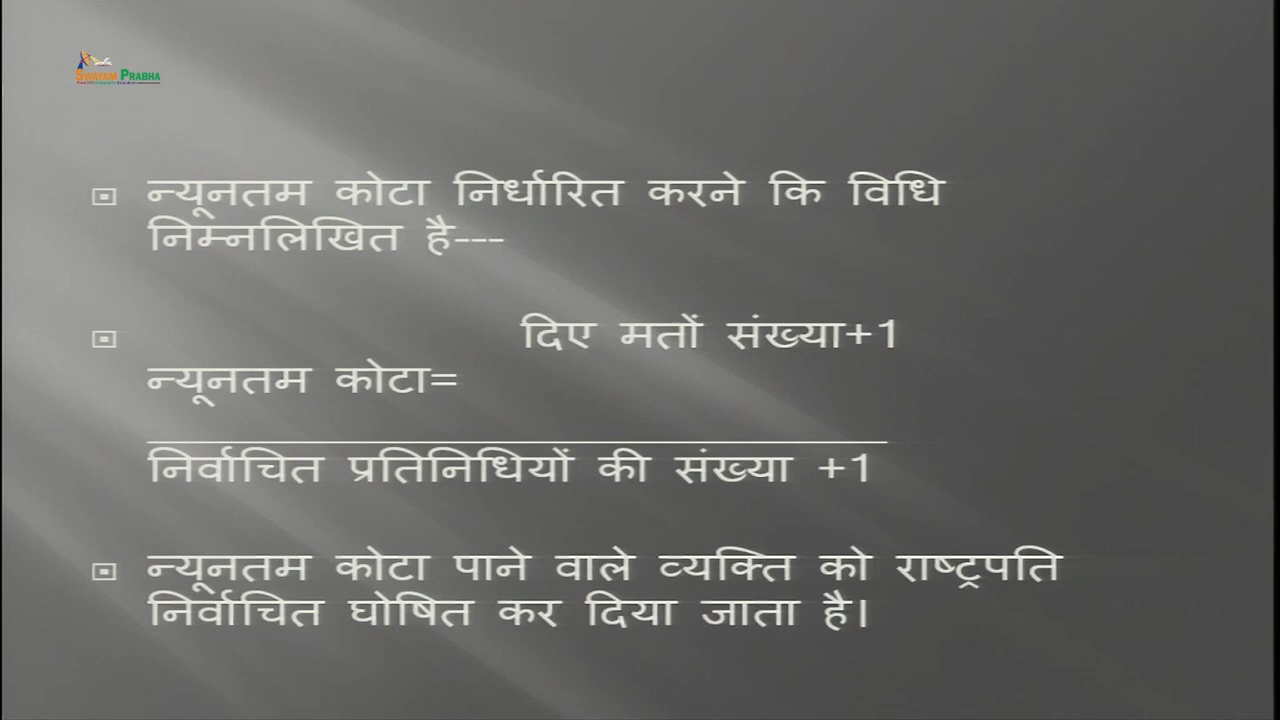 SWAYAM PRABHA
न्यूनतम कोटा निर्धारित करने कि विधि
निम्नलिखित है---
दिए मतों संख्या+1
न्यूनतम कोटा=
निर्वाचित प्रतिनिधियों की संख्या +1
न्यूनतम कोटा पाने वाले व्यक्ति को राष्ट्रपति
निर्वाचित घोषित कर दिया जाता है।